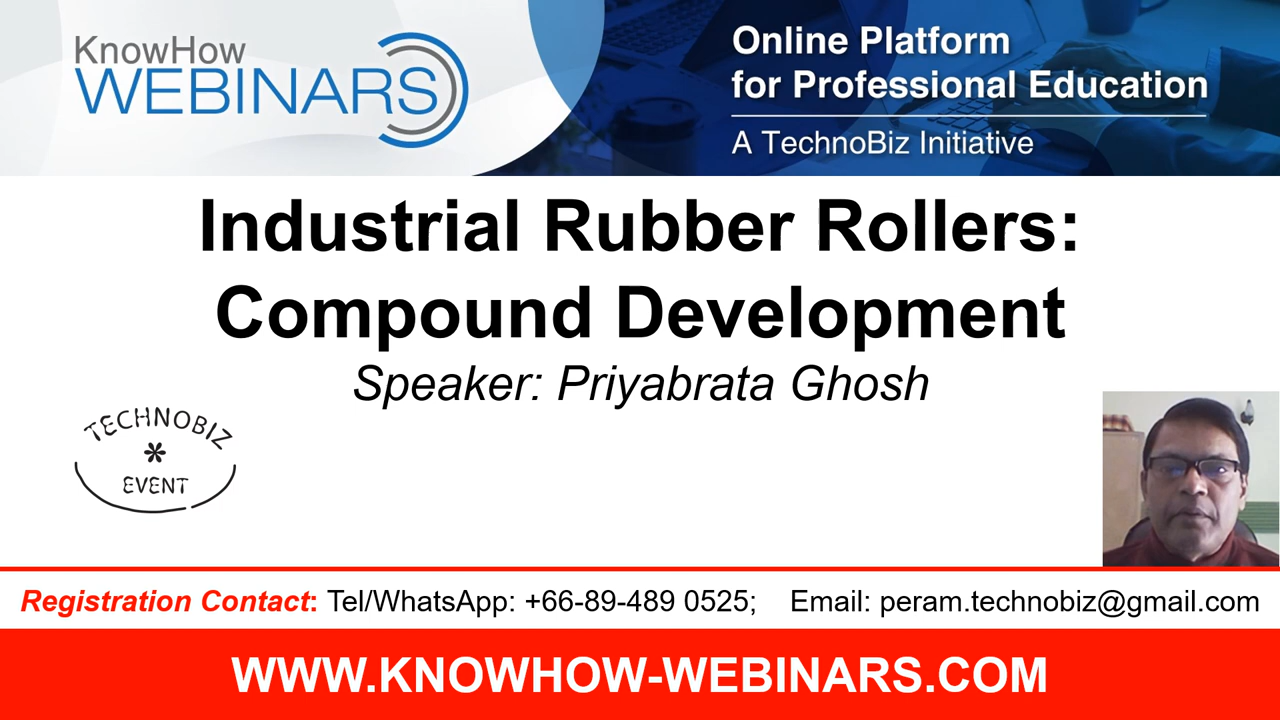 KnowHow
WEBINARS
Online Platform
for Professional Education
A TechnoBiz Initiative
Industrial Rubber Rollers:
Compound Development
Speaker: Priyabrata Ghosh
TECHNOBIZ
*
EVENT
Registration Contact: Tel/WhatsApp: +66-89-489 0525; Email: peram.technobiz@gmail.com
WWW.KNOWHOW-WEBINARS.COM